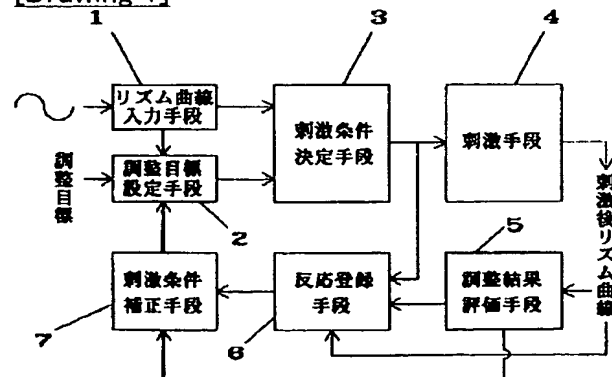 [Drawing 1]
1
3
4
リズム曲線
入力手段
刺激条件
決定手段
刺激手段
調整目標
調整目標
設定手段
刺激後リズム曲線
2
5
刺激条件
補正手段
反応登録
手段
調整結果
評価手段
7
6